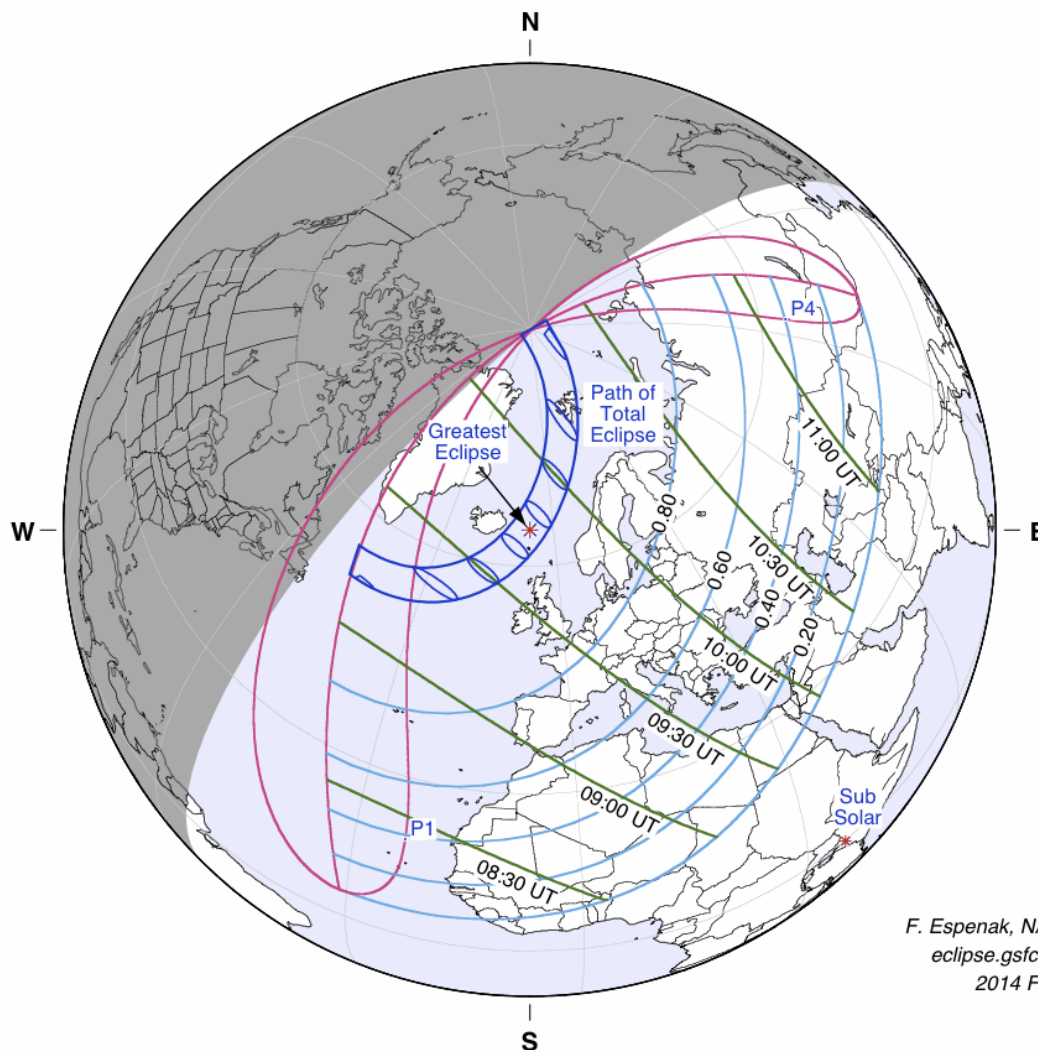 N
P4
Path of
Total
Eclipse
Greatest
Eclipse
11:00 UT
W
E
0.80
10:30 UT
0.60
0.40
0.20
10:00 UT
09:30 UT
09:00 UT
Sub
Solar
P1
08:30 UT
F. Espenak, NA
eclipse.gsfc
2014 F
S